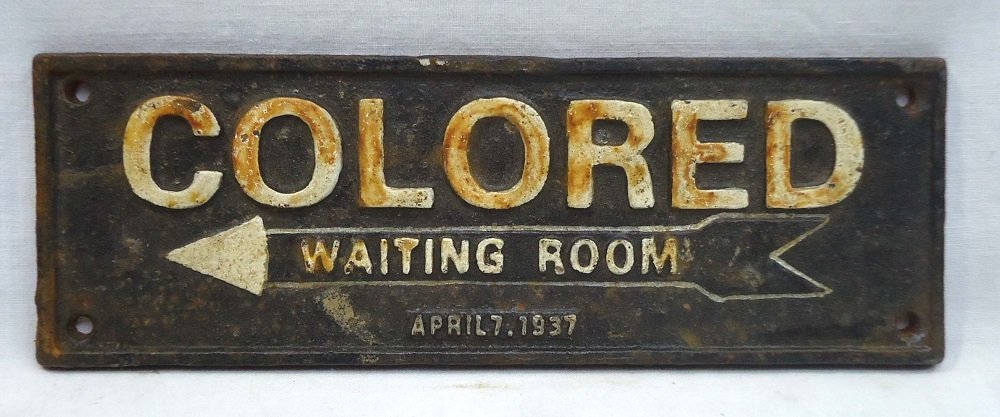 COLORED
WAITING ROOM
APRIL 7. 1937